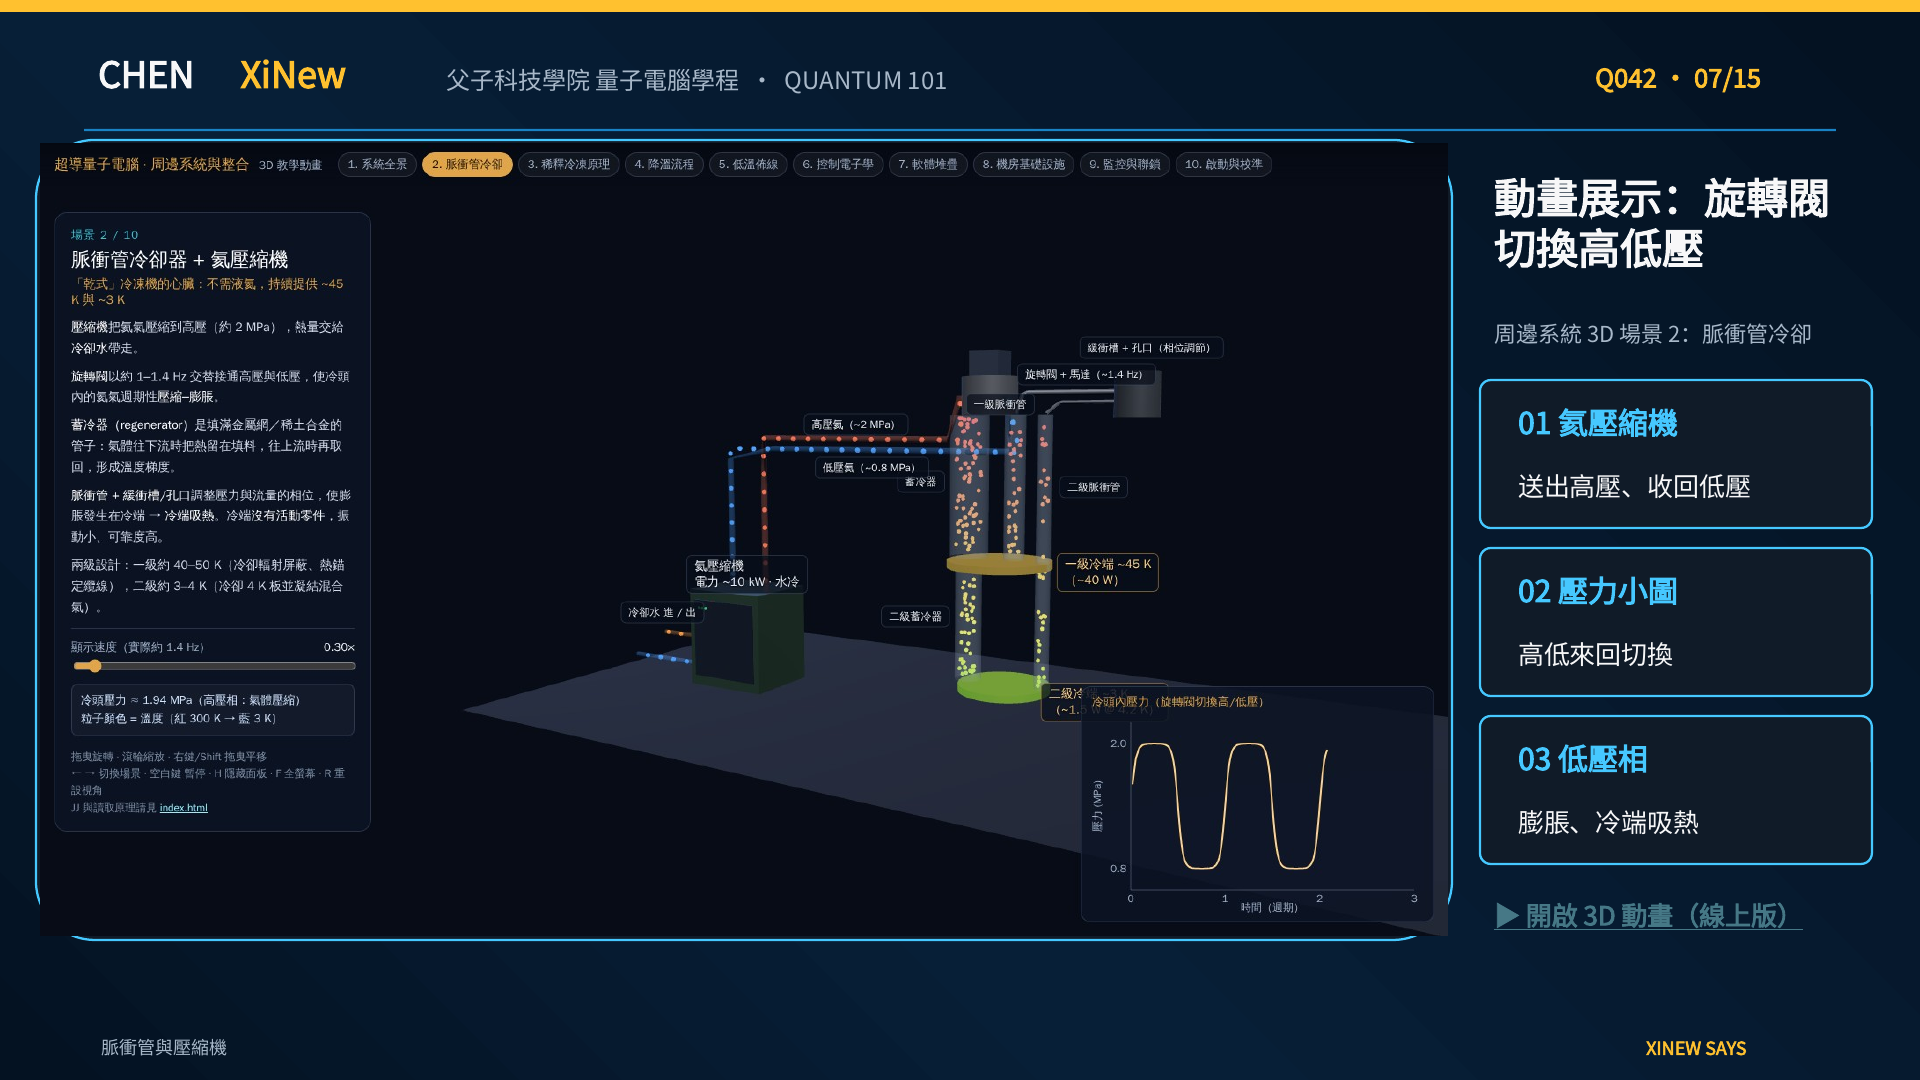 CHEN XiNew
父子科技學院 量子電腦學程 • QUANTUM 101
Q042 • 07/15
超導量子電腦 · 周邊系統與整合 3D 教學動畫
1. 系統全景
2. 脈衝管冷卻
3. 稀釋冷凍原理
4. 降溫流程
5. 低溫佈線
6. 控制電子學
7. 軟體堆疊
8. 機房基礎設施
9. 監控與聯鎖
10. 啟動與校準
場景 2 / 10
脈衝管冷卻器 + 氦壓縮機
「乾式」冷凍機的心臟：不需液氦，持續提供 ~45
K 與 ~3 K
壓縮機把氦氣壓縮到高壓（約 2 MPa），熱量交給
冷卻水帶走。
旋轉閥以約 1–1.4 Hz 交替接通高壓與低壓，使冷頭
內的氦氣週期性壓縮–膨脹。
蓄冷器（regenerator）是填滿金屬網／稀土合金的
管子：氣體往下流時把熱留在填料，往上流時再取
回，形成溫度梯度。
脈衝管 + 緩衝槽/孔口調整壓力與流量的相位，使膨
脹發生在冷端 → 冷端吸熱。冷端沒有活動零件，振
動小、可靠度高。
兩級設計：一級約 40–50 K（冷卻輻射屏蔽、熱錨
定纜線），二級約 3–4 K（冷卻 4 K 板並凝結混合
氣）。
顯示速度（實際約 1.4 Hz） 0.30×
冷頭壓力 ≈ 1.94 MPa（高壓相：氣體壓縮）
粒子顏色 = 溫度（紅 300 K → 藍 3 K）
拖曳旋轉 · 滾輪縮放 · 右鍵/Shift 拖曳平移
← → 切換場景 · 空白鍵 暫停 · H 隱藏面板 · F 全螢幕 · R 重
設視角
JJ 與讀取原理請見 index.html
緩衝槽 + 孔口（相位調節）
旋轉閥 + 馬達（~1.4 Hz）
一級脈衝管
高壓氦（~2 MPa）
低壓氦（~0.8 MPa）
蓄冷器
二級脈衝管
氦壓縮機
電力 ~10 kW · 水冷
冷卻水 進 / 出
一級冷端 ~45 K
（~40 W）
二級蓄冷器
二級冷
冷頭內壓力（旋轉閥切換高/低壓）
2.0
0.8
壓力 (MPa)
0 1 2 3
時間（週期）
動畫展示：旋轉閥
切換高低壓
周邊系統 3D 場景 2：脈衝管冷卻
01 氦壓縮機
送出高壓、收回低壓
02 壓力小圖
高低來回切換
03 低壓相
膨脹、冷端吸熱
▶ 開啟 3D 動畫（線上版）
脈衝管與壓縮機
XINEW SAYS